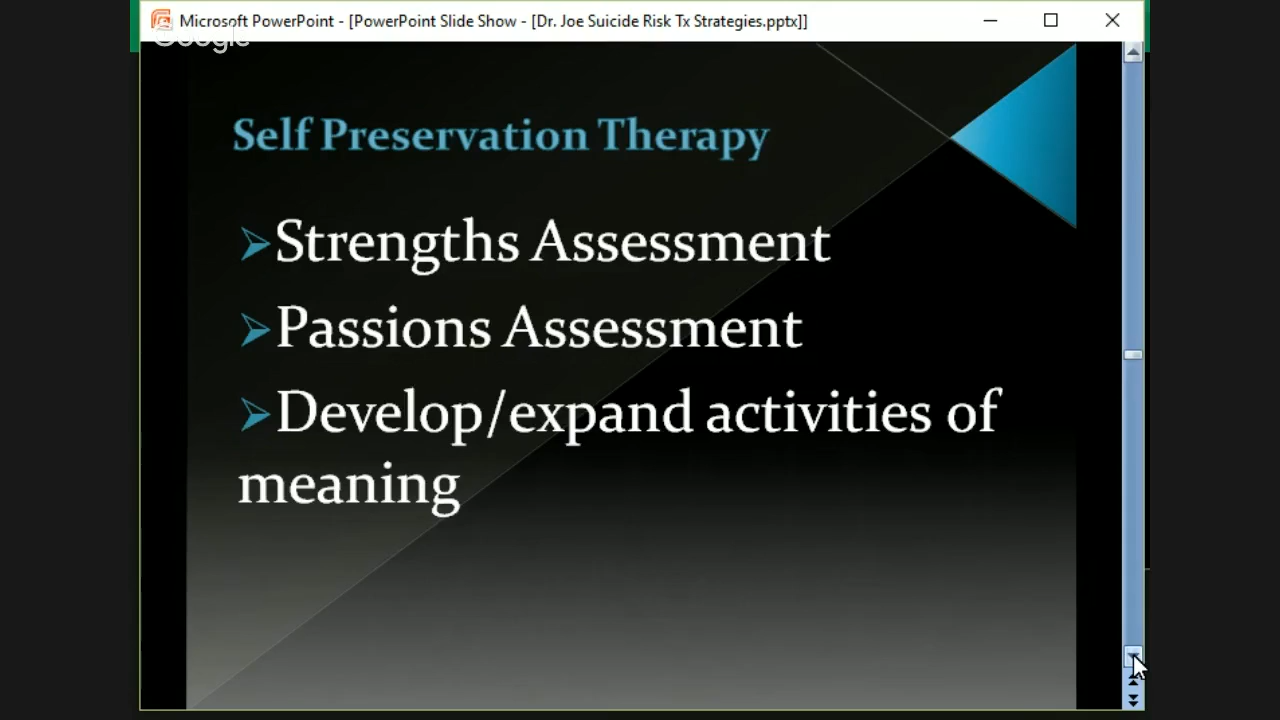 Microsoft PowerPoint - [PowerPoint Slide Show - [Dr. Joe Suicide Risk Tx Strategies.pptx]]
Google
Self Preservation Therapy
➢Strengths Assessment
➢Passions Assessment
➢Develop/expand activities of
meaning